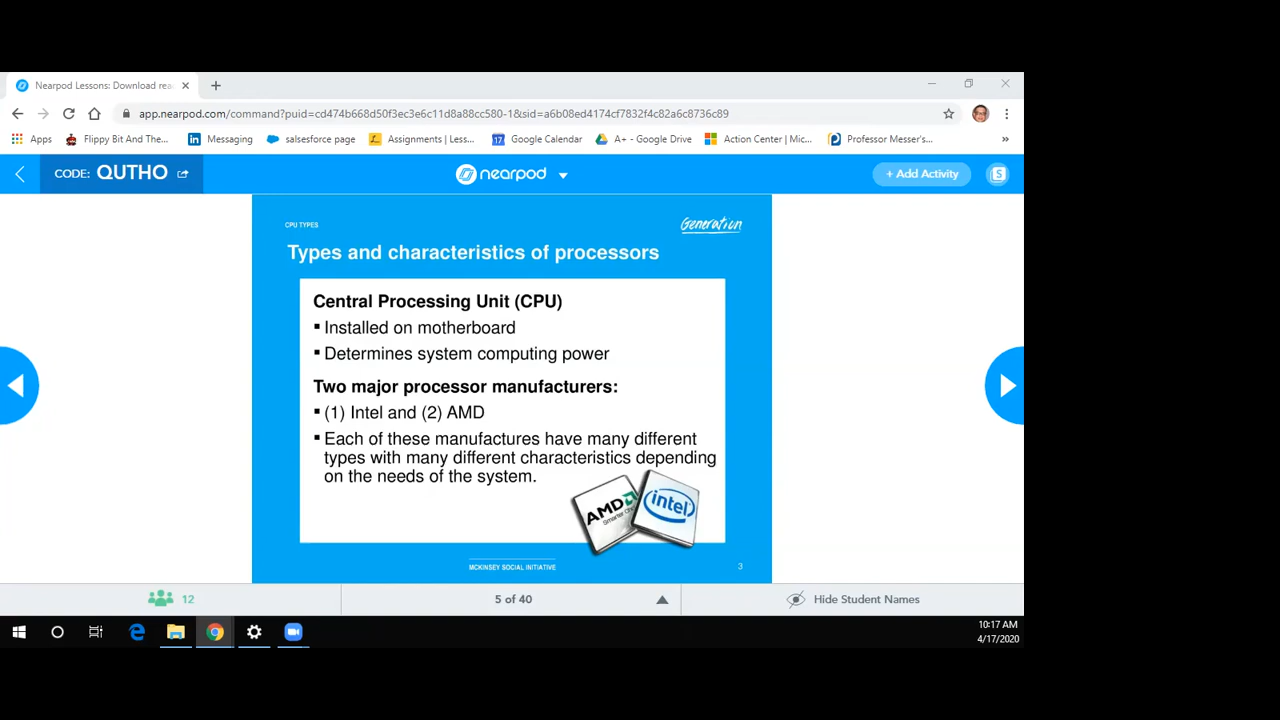 Nearpod Lessons: Download rea
app.nearpod.com/command?puid=cd474b668d50f3ec3e6c11d8a88cc580-1&sid=a6b08ed4174cf7832f4c82a6c8736c89
Apps Flippy Bit And The... Messaging salsesforce page Assignments | Less... Google Calendar A+ - Google Drive Action Center | Mic... Professor Messer's... »
17
CODE: QUTHO nearpod + Add Activity S
CPU TYPES
Generation
Types and characteristics of processors
Central Processing Unit (CPU)
▪ Installed on motherboard
▪ Determines system computing power
Two major processor manufacturers:
▪ (1) Intel and (2) AMD
▪ Each of these manufactures have many different
types with many different characteristics depending
on the needs of the system.
AMD
intel
MCKINSEY SOCIAL INITIATIVE
3
12 5 of 40 Hide Student Names
10:17 AM
4/17/2020